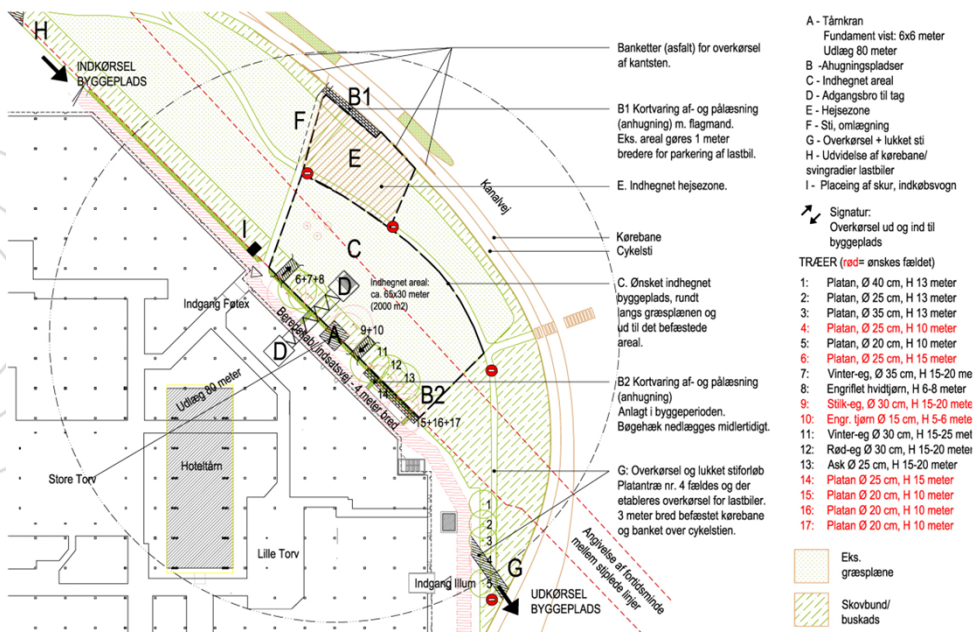 H
INDKØRSEL
BYGGEPLADS
F
B1
E
Kanalvej
I
C
6+7+8
D
Indhegnet areal:
ca. 65x30 meter
(2000 m2)
Indgang Føtex
A
9+10
D
11
12
13
14
B2
15+16+17
Beredskab/indsatsvej - 4 meter bred
Udlæg 80 meter
Hoteltårn
Store Torv
Lille Torv
1
2
3
4
5
G
Indgang Illum
UDKØRSEL
BYGGEPLADS
Angivelse af fortidsminde
mellem stiplede linjer
Banketter (asfalt) for overkørsel
af kantsten.
B1 Kortvaring af- og pålæsning
(anhugning) m. flagmand.
Eks. areal gøres 1 meter
bredere for parkering af lastbil.
E. Indhegnet hejsezone.
Kørebane
Cykelsti
C. Ønsket indhegnet
byggeplads, rundt
langs græsplænen og
ud til det befæstede
areal.
B2 Kortvaring af- og pålæsning
(anhugning)
Anlagt i byggeperioden.
Bøgehæk nedlægges midlertidigt.
G: Overkørsel og lukket stiforløb
Platantræ nr. 4 fældes og der
etableres overkørsel for lastbiler.
3 meter bred befæstet kørebane
og banket over cykelstien.
A - Tårnkran
Fundament vist: 6x6 meter
Udlæg 80 meter
B -Ahugningspladser
C - Indhegnet areal
D - Adgangsbro til tag
E - Hejsezone
F - Sti, omlægning
G - Overkørsel + lukket sti
H - Udvidelse af kørebane/
svingradier lastbiler
I - Placeing af skur, indkøbsvogn
Signatur:
Overkørsel ud og ind til
byggeplads
TRÆER (rød= ønskes fældet)
1: Platan, Ø 40 cm, H 13 meter
2: Platan, Ø 25 cm, H 13 meter
3: Platan, Ø 35 cm, H 13 meter
4: Platan, Ø 25 cm, H 10 meter
5: Platan, Ø 20 cm, H 10 meter
6: Platan, Ø 25 cm, H 15 meter
7: Vinter-eg, Ø 35 cm, H 15-20 me
8: Engriflet hvidtjørn, H 6-8 meter
9: Stilk-eg, Ø 30 cm, H 15-20 mete
10: Engr. tjørn Ø 15 cm, H 5-6 mete
11: Vinter-eg Ø 30 cm, H 15-25 met
12: Rød-eg Ø 30 cm, H 15-20 meter
13: Ask Ø 25 cm, H 15-20 meter
14: Platan Ø 25 cm, H 15 meter
15: Platan Ø 20 cm, H 10 meter
16: Platan Ø 20 cm, H 10 meter
17: Platan Ø 20 cm, H 10 meter
Eks.
græsplæne
Skovbund/
buskads